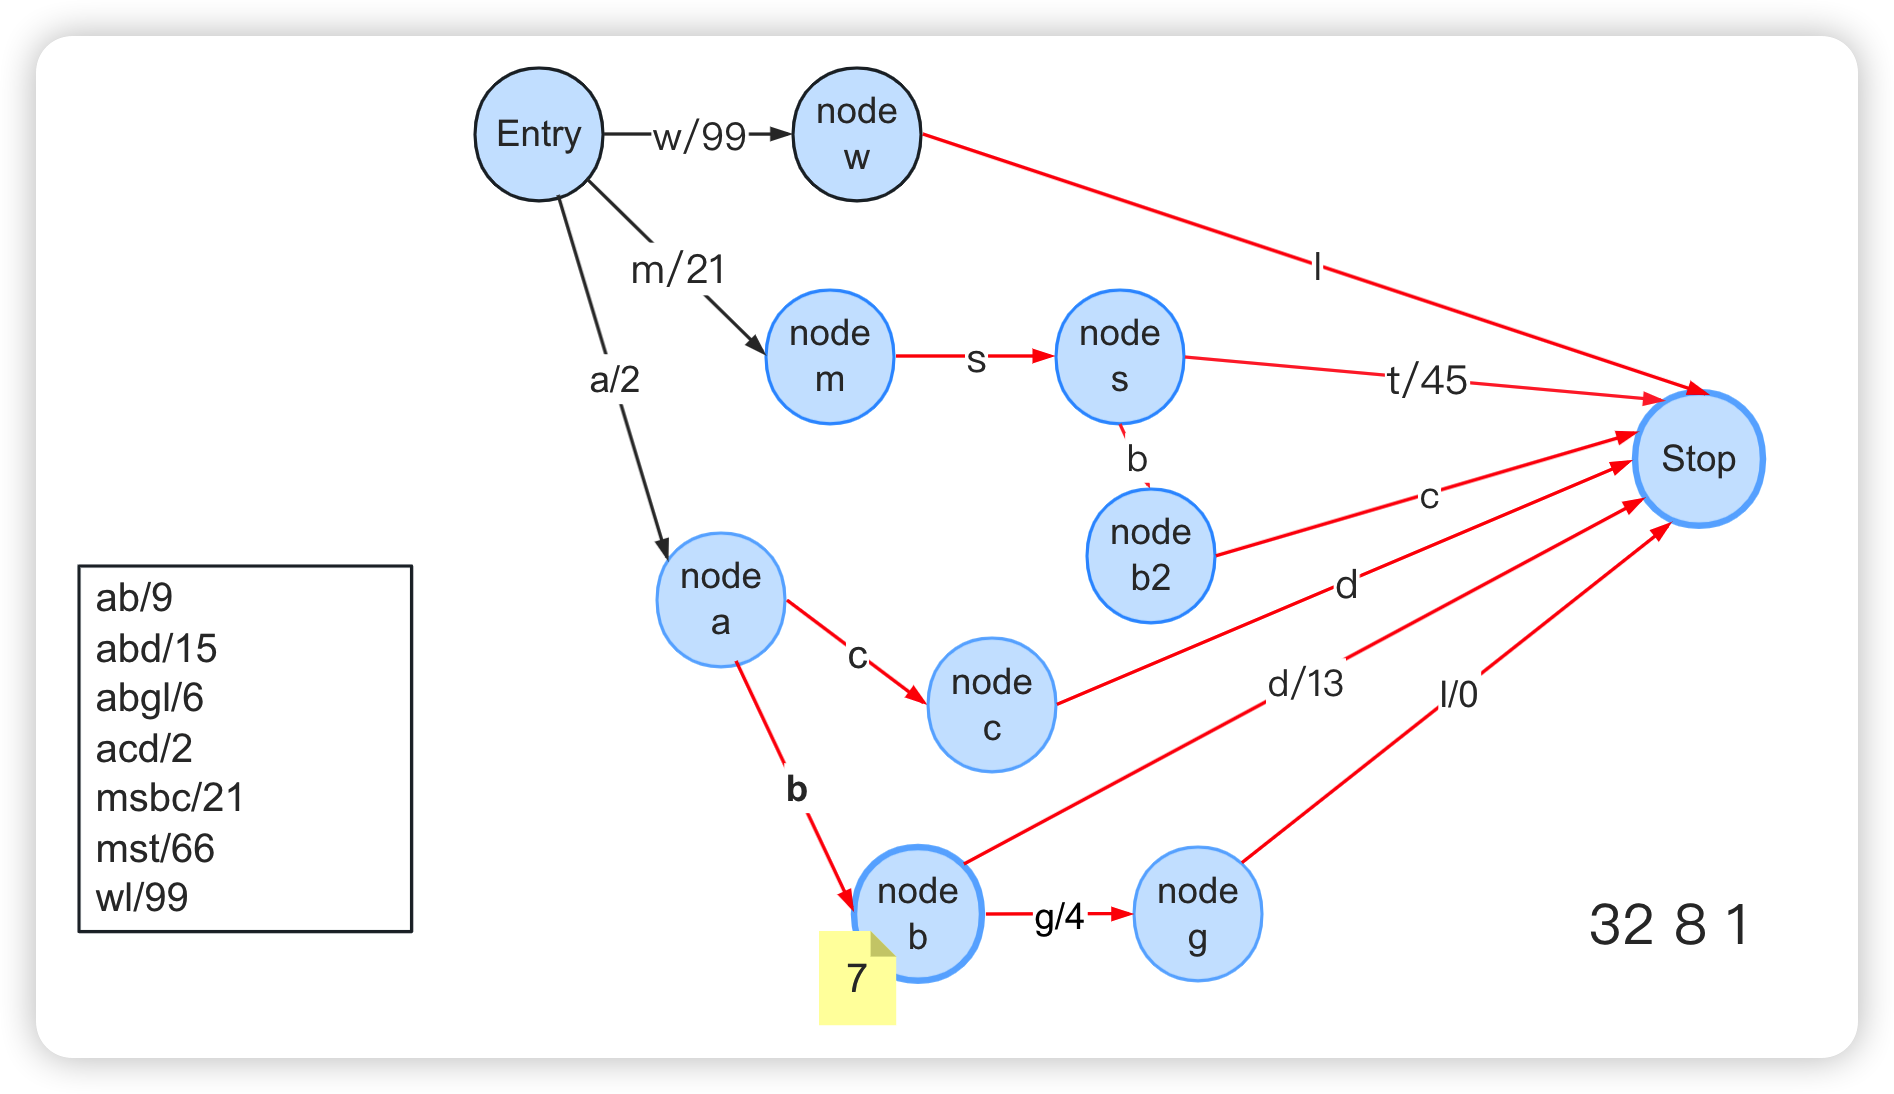 Entry
w/99
node
w
l
m/21
node
m
s
node
s
t/45
a/2
b
Stop
c
node
b2
node
a
d
c
node
c
d/13
l/0
b
node
b
g/4
node
g
7
ab/9
abd/15
abgl/6
acd/2
msbc/21
mst/66
wl/99
32 8 1